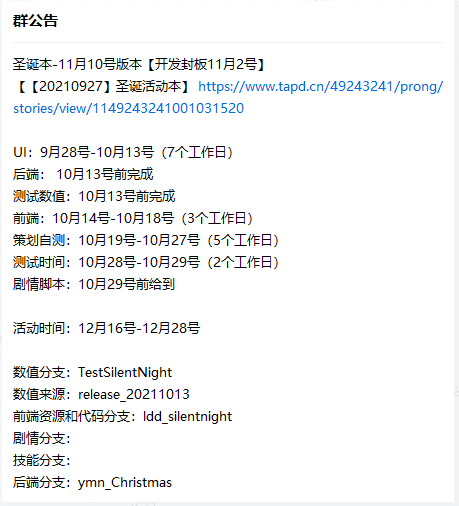 群公告
圣诞本-11月10号版本【开发封板11月2号】
【【20210927】圣诞活动本】 https://www.tapd.cn/49243241/prong/
stories/view/1149243241001031520
UI：9月28号-10月13号（7个工作日）
后端： 10月13号前完成
测试数值：10月13号前完成
前端：10月14号-10月18号（3个工作日）
策划自测：10月19号-10月27号（5个工作日）
测试时间：10月28号-10月29号（2个工作日）
剧情脚本：10月29号前给到
活动时间：12月16号-12月28号
数值分支：TestSilentNight
数值来源：release_20211013
前端资源和代码分支：ldd_silentnight
剧情分支：
技能分支：
后端分支：ymn_Christmas